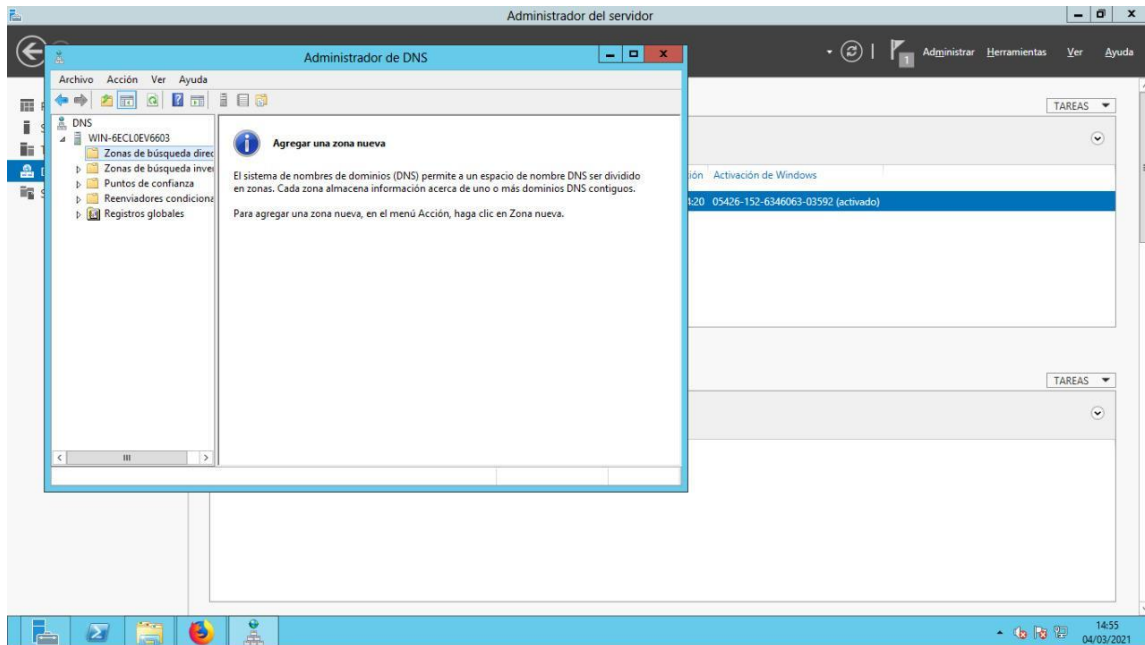 Administrador del servidor
Administrar Herramientas Ver Ayuda
1
Administrador de DNS
Archivo Acción Ver Ayuda
DNS
WIN-6ECL0EV6603
Zonas de búsqueda direc
Zonas de búsqueda inver
Puntos de confianza
Reenviadores condiciona
Registros globales
Agregar una zona nueva
El sistema de nombres de dominios (DNS) permite a un espacio de nombre DNS ser dividido
en zonas. Cada zona almacena información acerca de uno o más dominios DNS contiguos.
Para agregar una zona nueva, en el menú Acción, haga clic en Zona nueva.
TAREAS
ión Activación de Windows
4:20 05426-152-6346063-03592 (activado)
TAREAS
14:55
04/03/2021